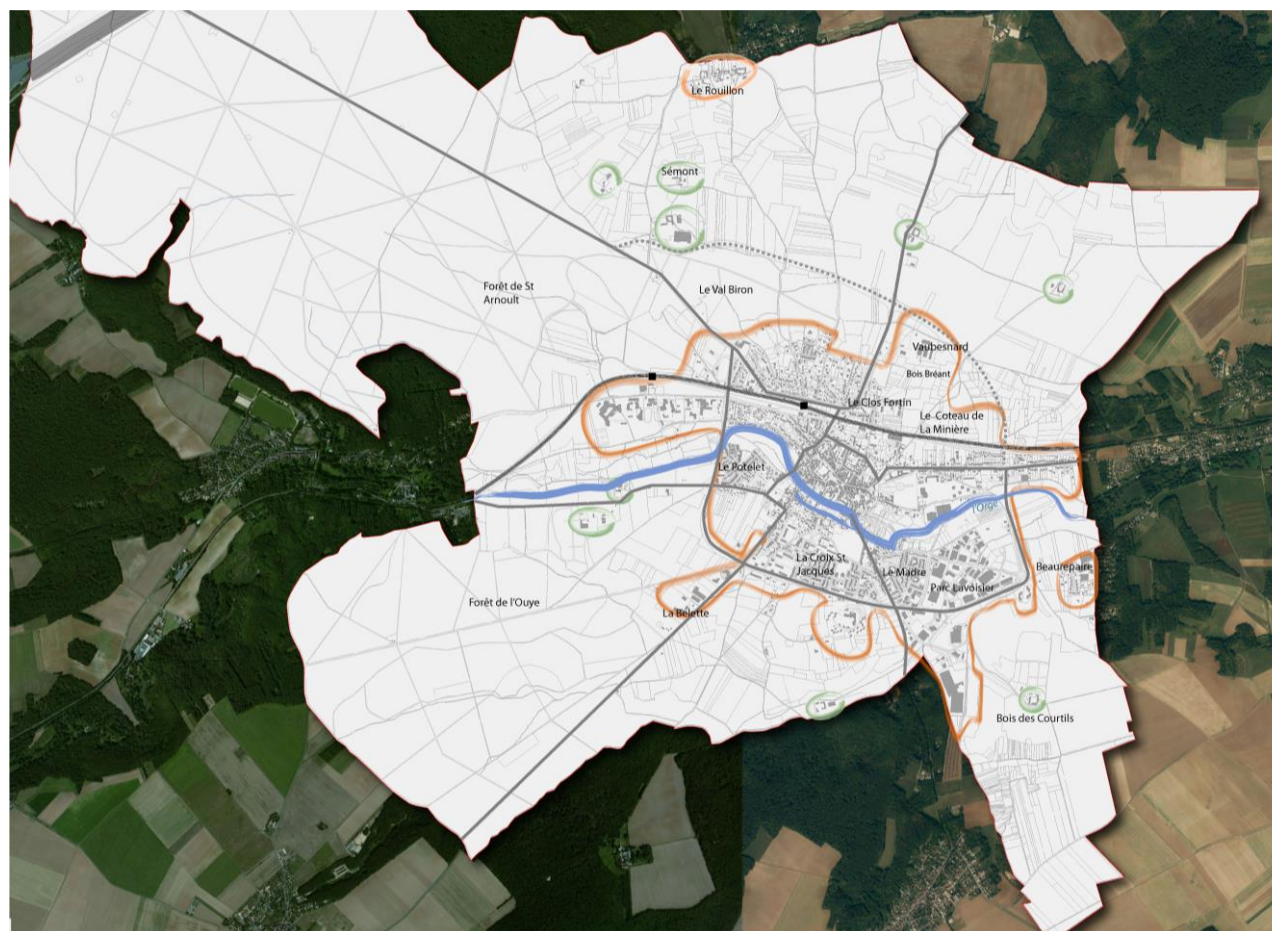 Le Rouillon
Sémont
Forêt de St
Arnoult
Le Val Biron
Vaubesnard
Bois Bréant
Le Clos Fortin
Le Coteau de
La Minière
Le Potelet
l'Orge
La Croix St
Jacques
Le Madre
Parc Lavoisier
Beaurepaire
Forêt de l'Ouye
La Belette
Bois des Courtils